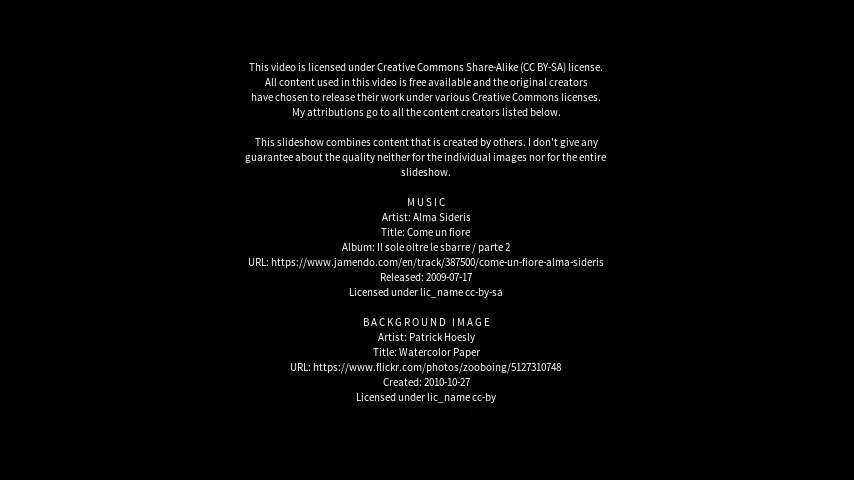 This video is licensed under Creative Commons Share-Alike (CC BY-SA) license.
All content used in this video is free available and the original creators
have chosen to release their work under various Creative Commons licenses.
My attributions go to all the content creators listed below.
This slideshow combines content that is created by others. I don't give any
guarantee about the quality neither for the individual images nor for the entire
slideshow.
MUSIC
Artist: Alma Sideris
Title: Come un fiore
Album: Il sole oltre le sbarre / parte 2
URL: https://www.jamendo.com/en/track/387500/come-un-fiore-alma-sideris
Released: 2009-07-17
Licensed under lic_name cc-by-sa
BACKGROUND IMAGE
Artist: Patrick Hoesly
Title: Watercolor Paper
URL: https://www.flickr.com/photos/zooboing/5127310748
Created: 2010-10-27
Licensed under lic_name cc-by